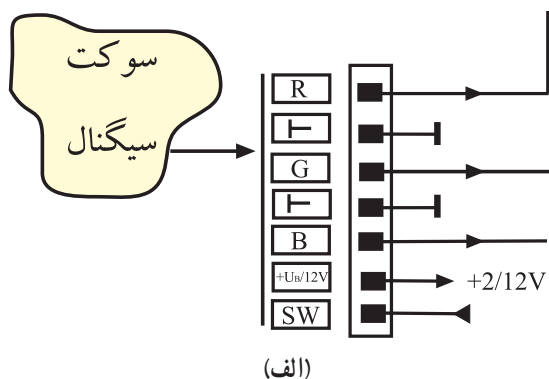 سوکت
سیگنال
R
G
B
+UB/12V
+2/12V
SW
(الف)